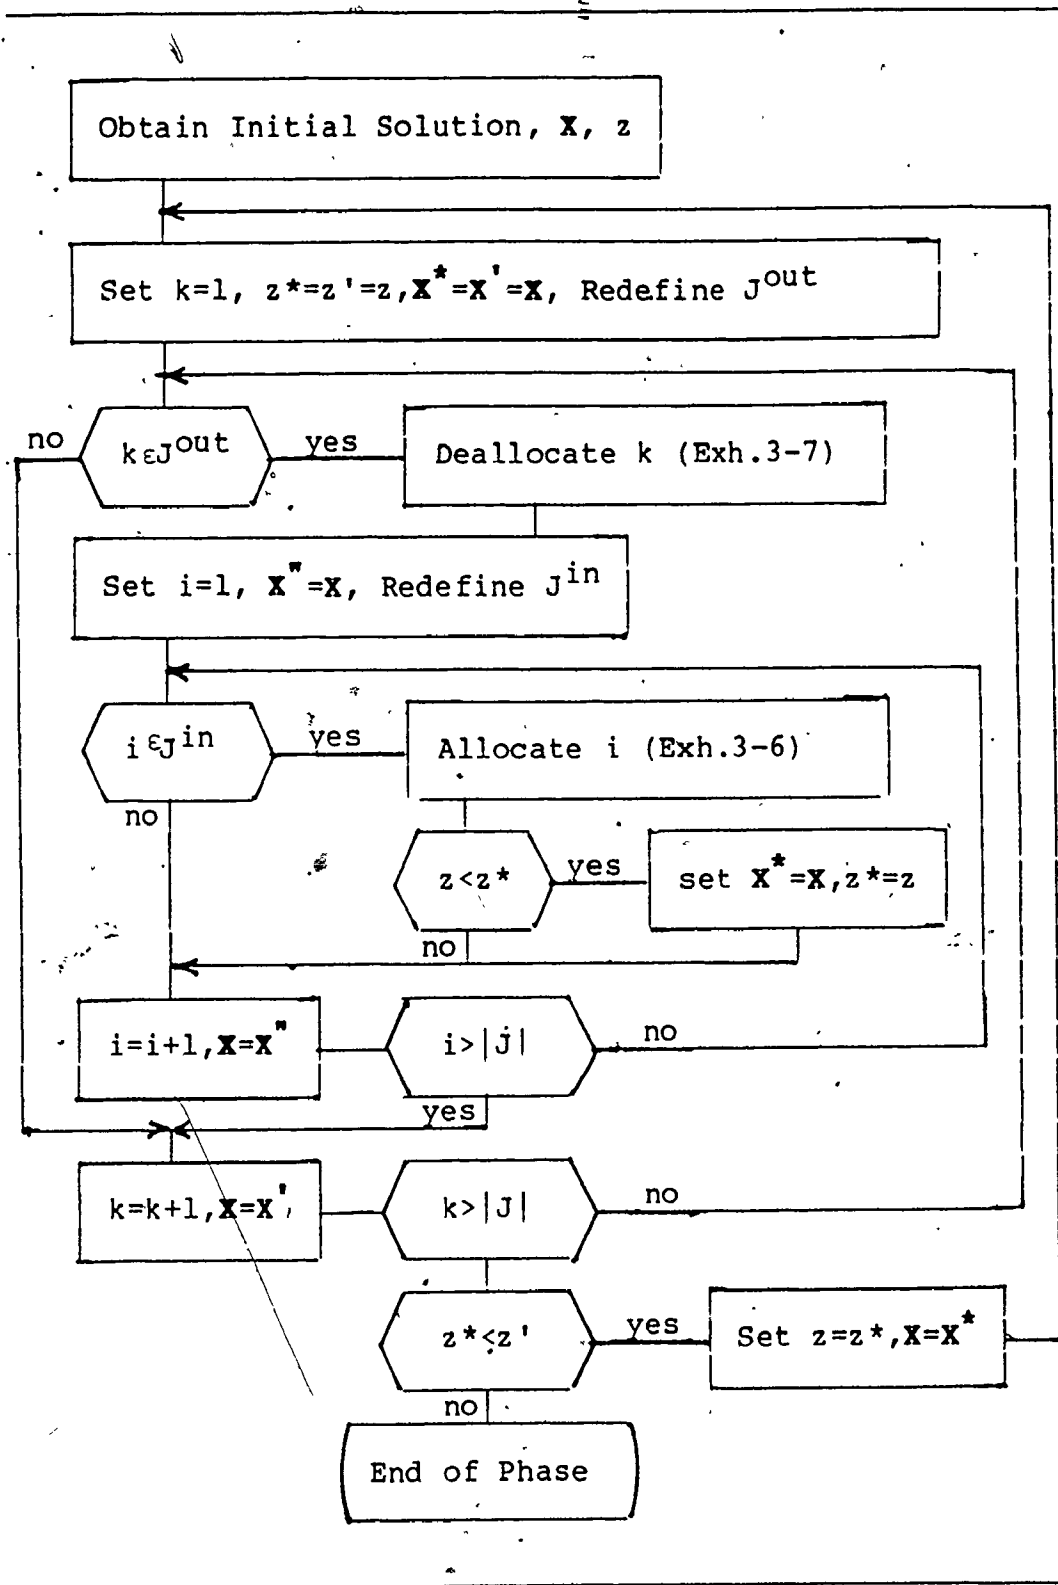 Obtain Initial Solution, X, z
Set k=1, z*=z'=z,X*=X'=X, Redefine J^out
no
kεJ^out
yes
Deallocate k (Exh.3-7)
Set i=1, X"=X, Redefine J^in
iεJ^in
yes
Allocate i (Exh.3-6)
no
z<z*
yes
set X*=X,z*=z
no
i=i+1,X=X"
i>|J|
no
yes
k=k+1,X=X'
k>|J|
no
z*<z'
yes
Set z=z*,X=X*
no
End of Phase